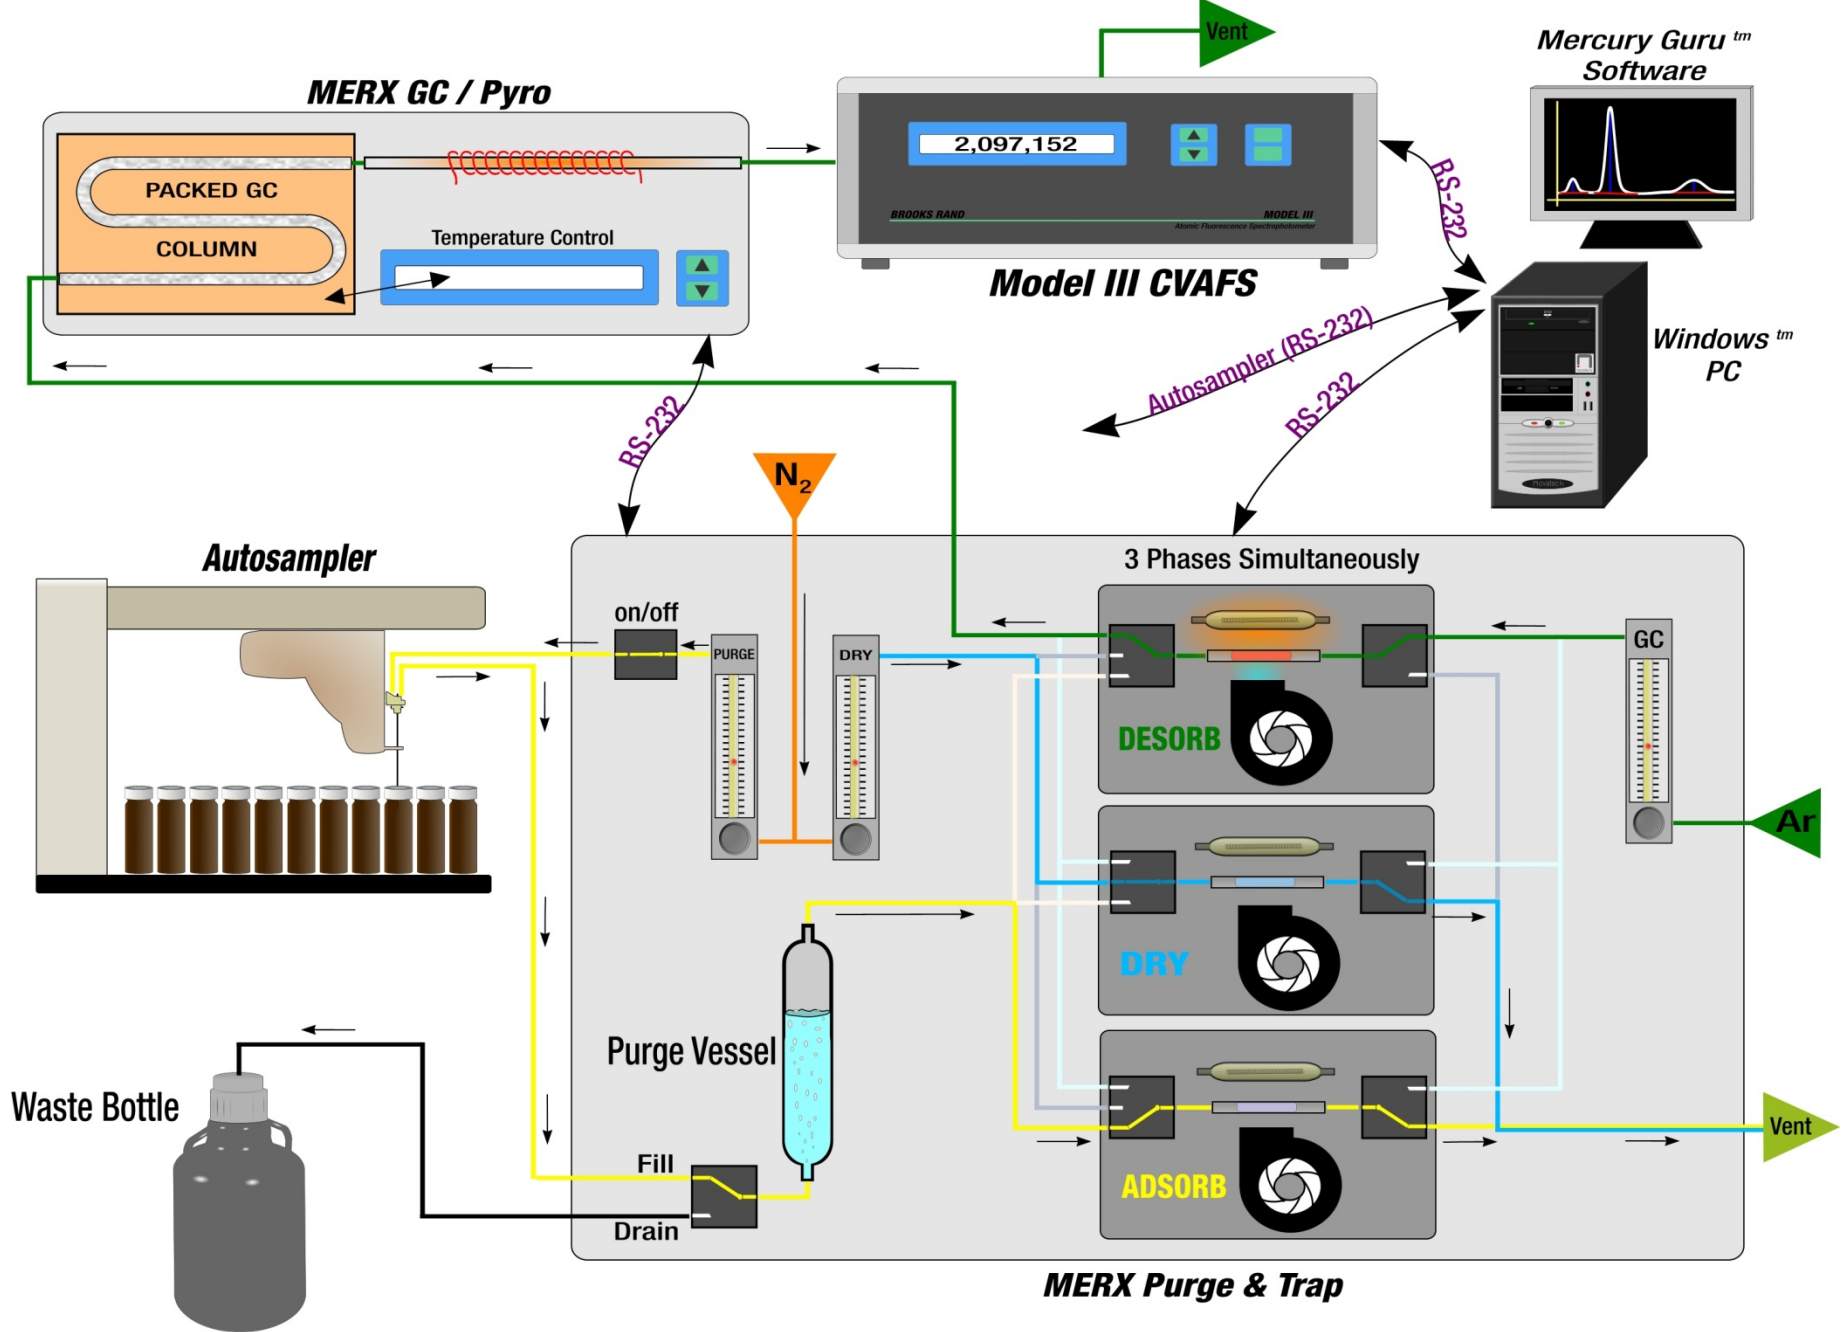 Vent
Mercury Guru tm
Software
MERX GC / Pyro
2,097,152
PACKED GC
COLUMN
Temperature Control
BROOKS RAND
MODEL III
Atomic Fluorescence Spectrophotometer
RS-232
Model III CVAFS
Windows tm
PC
Autosampler (RS-232)
RS-232
RS-232
N2
Autosampler
3 Phases Simultaneously
on/off
PURGE
DRY
GC
DESORB
Ar
DRY
Purge Vessel
Waste Bottle
Vent
Fill
ADSORB
Drain
MERX Purge & Trap